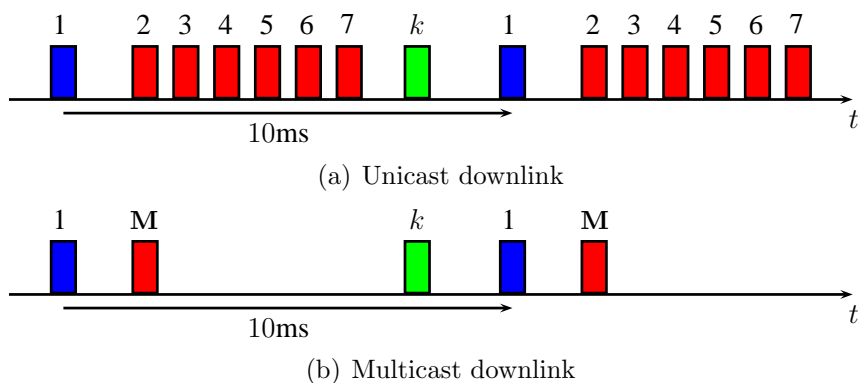 1 2 3 4 5 6 7 k 1 2 3 4 5 6 7
10ms
t
(a) Unicast downlink
1 M k 1 M
10ms
t
(b) Multicast downlink